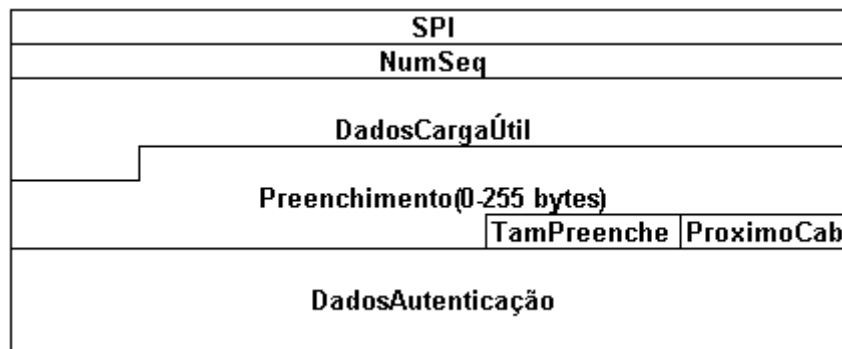 SPI
NumSeq
DadosCargaÚtil
Preenchimento(0-255 bytes)
TamPreenche ProximoCab
DadosAutenticação